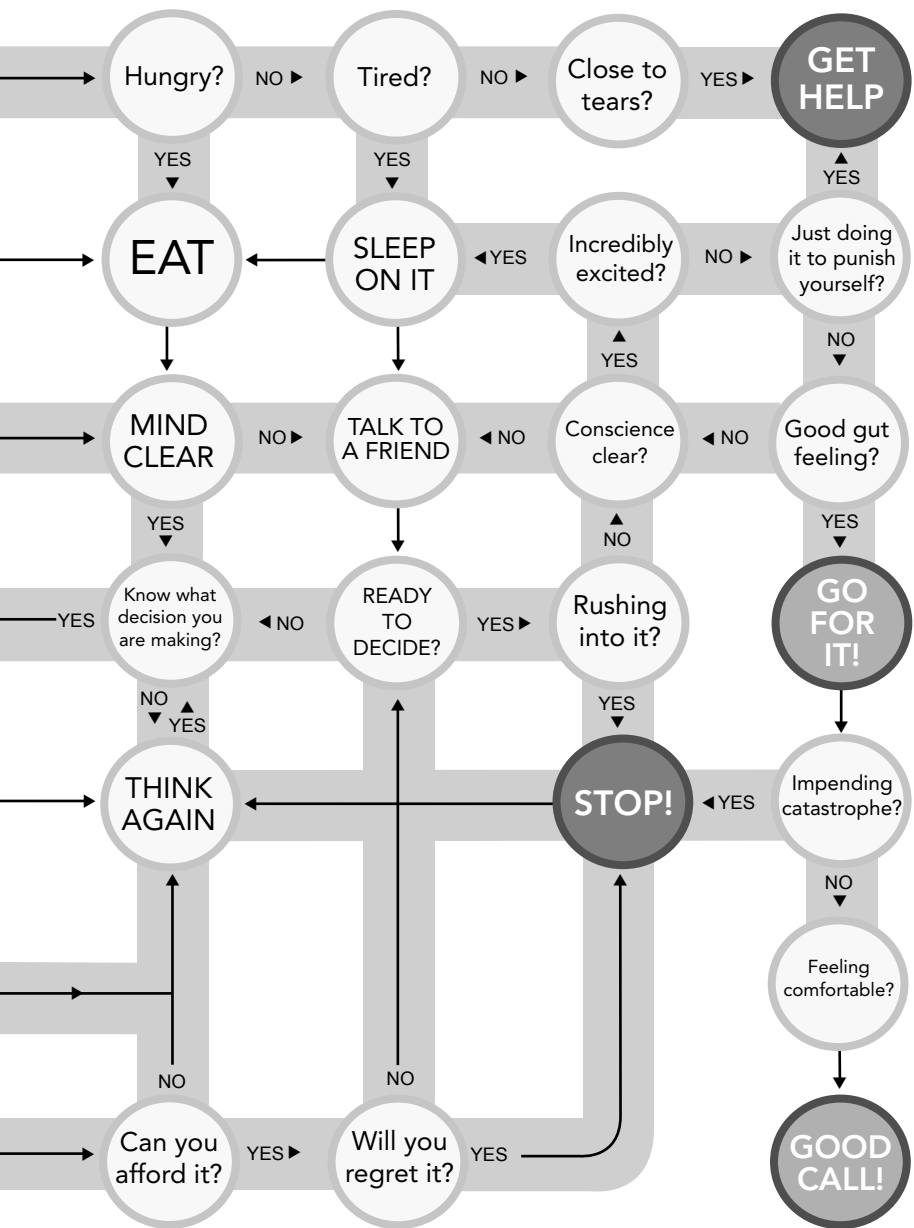 Hungry?
NO
Tired?
NO
Close to
tears?
YES
GET
HELP
YES
YES
YES
EAT
SLEEP
ON IT
YES
Incredibly
excited?
NO
Just doing
it to punish
yourself?
YES
NO
MIND
CLEAR
NO
TALK TO
A FRIEND
NO
Conscience
clear?
NO
Good gut
feeling?
YES
NO
YES
YES
Know what
decision you
are making?
NO
READY
TO
DECIDE?
YES
Rushing
into it?
GO
FOR
IT!
NO
YES
YES
THINK
AGAIN
STOP!
YES
Impending
catastrophe?
NO
Feeling
comfortable?
NO
NO
Can you
afford it?
YES
Will you
regret it?
YES
GOOD
CALL!